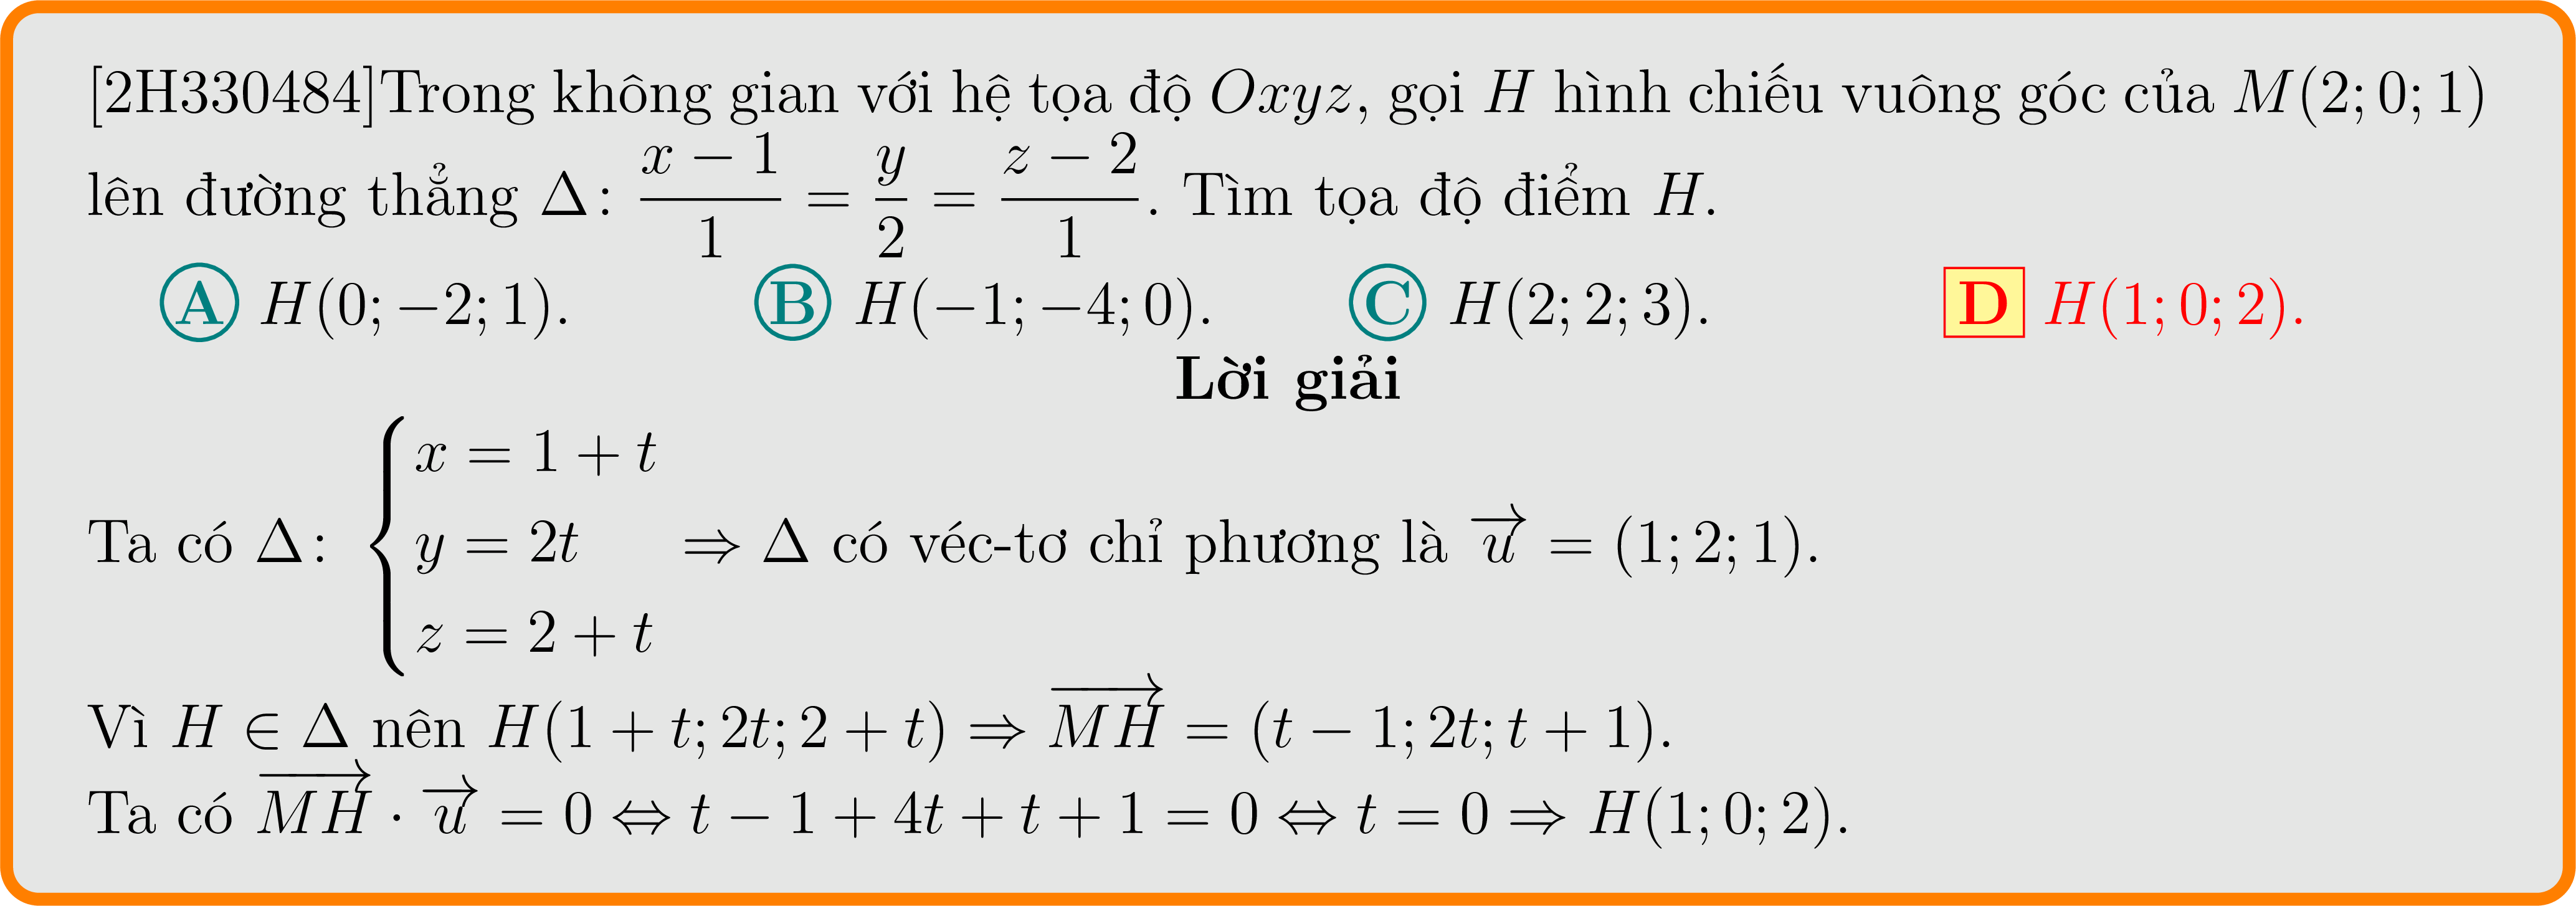 [2H330484]Trong không gian với hệ tọa độ $Oxyz$, gọi $H$ hình chiếu vuông góc của $M(2;0;1)$
lên đường thẳng $\Delta\colon \dfrac{x-1}{1}=\dfrac{y}{2}=\dfrac{z-2}{1}$. Tìm tọa độ điểm $H$.
A $H(0;-2;1)$. B $H(-1;-4;0)$. C $H(2;2;3)$. D $H(1;0;2)$.
Lời giải
Ta có $\Delta\colon \begin{cases}x=1+t\\y=2t\\z=2+t\end{cases} \Rightarrow \Delta$ có véc-tơ chỉ phương là $\overrightarrow{u}=(1;2;1)$.
Vì $H\in\Delta$ nên $H(1+t;2t;2+t)\Rightarrow \overrightarrow{MH}=(t-1;2t;t+1)$.
Ta có $\overrightarrow{MH}\cdot\overrightarrow{u}=0\Leftrightarrow t-1+4t+t+1=0\Leftrightarrow t=0\Rightarrow H(1;0;2)$.